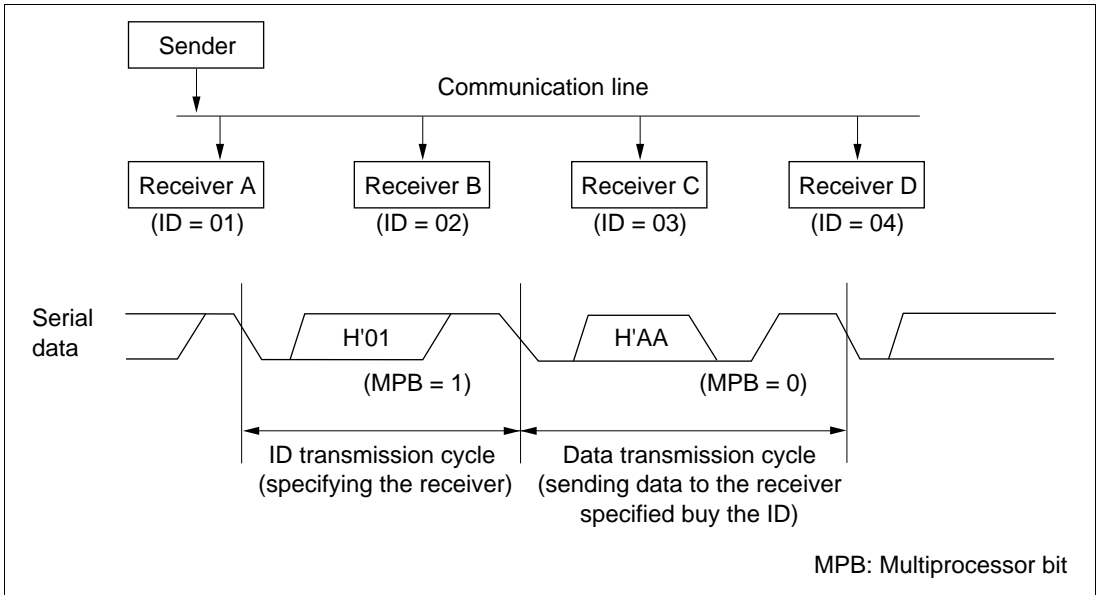 Sender
Communication line
Receiver A
Receiver B
Receiver C
Receiver D
(ID = 01)
(ID = 02)
(ID = 03)
(ID = 04)
Serial
data
H'01
H'AA
(MPB = 1)
(MPB = 0)
ID transmission cycle
(specifying the receiver)
Data transmission cycle
(sending data to the receiver
specified buy the ID)
MPB: Multiprocessor bit